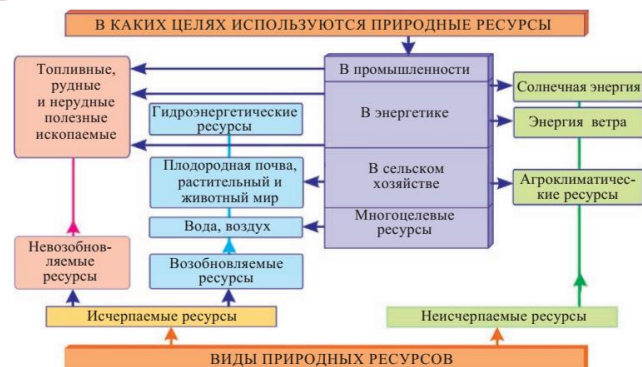 В КАКИХ ЦЕЛЯХ ИСПОЛЬЗУЮТСЯ ПРИРОДНЫЕ РЕСУРСЫ
Топливные,
рудные
и нерудные
полезные
ископаемые
Гидроэнергетические
ресурсы
Плодородная почва,
растительный и
животный мир
Вода, воздух
Возобновляемые
ресурсы
Невозобнов-
ляемые
ресурсы
В промышленности
В энергетике
В сельском
хозяйстве
Многоцелевые
ресурсы
Солнечная энергия
Энергия ветра
Агроклиматичес-
кие ресурсы
Исчерпаемые ресурсы
Неисчерпаемые ресурсы
ВИДЫ ПРИРОДНЫХ РЕСУРСОВ